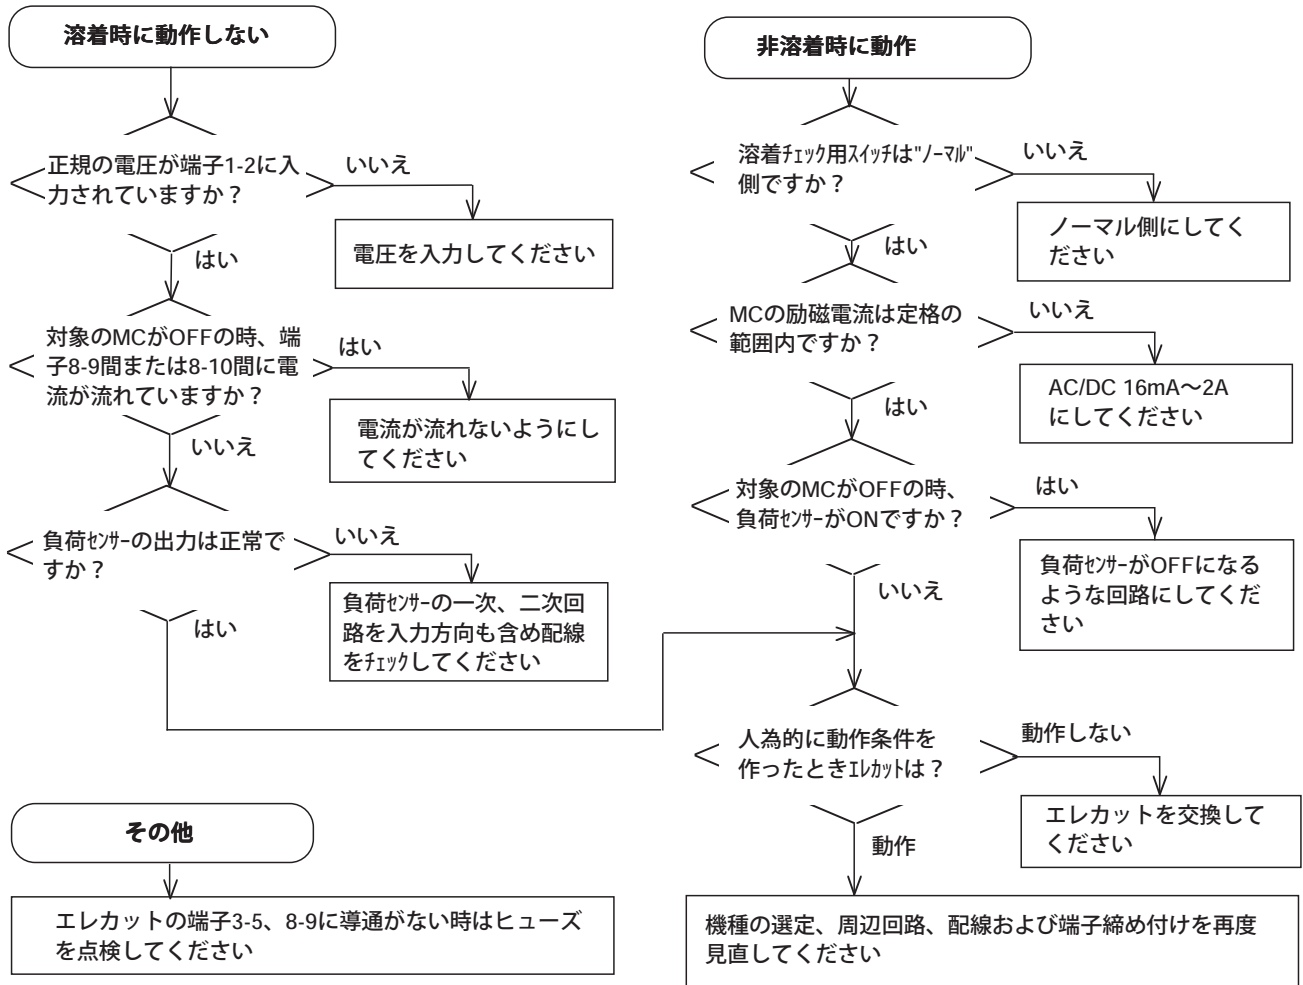 溶着時に動作しない
正規の電圧が端子1-2に入
力されていますか？
いいえ
電圧を入力してください
はい
対象のMCがOFFの時、端
子8-9間または8-10間に電
流が流れていますか？
はい
電流が流れないようにし
てください
いいえ
負荷ｾﾝｻｰの出力は正常で
すか？
いいえ
負荷ｾﾝｻｰの一次、二次回
路を入力方向も含め配線
をﾁｪｯｸしてください
はい
非溶着時に動作
溶着ﾁｪｯｸ用ｽｲｯﾁは"ﾉｰﾏﾙ"
側ですか？
いいえ
ノーマル側にしてく
ださい
はい
MCの励磁電流は定格の
範囲内ですか？
いいえ
AC/DC 16mA～2A
にしてください
はい
対象のMCがOFFの時、
負荷ｾﾝｻｰがONですか？
はい
負荷ｾﾝｻｰがOFFになる
ような回路にしてくだ
さい
いいえ
人為的に動作条件を
作ったときｴﾚｶｯﾄは？
動作しない
エレカットを交換して
ください
動作
機種の選定、周辺回路、配線および端子締め付けを再度
見直してください
その他
エレカットの端子3-5、8-9に導通がない時はヒューズ
を点検してください